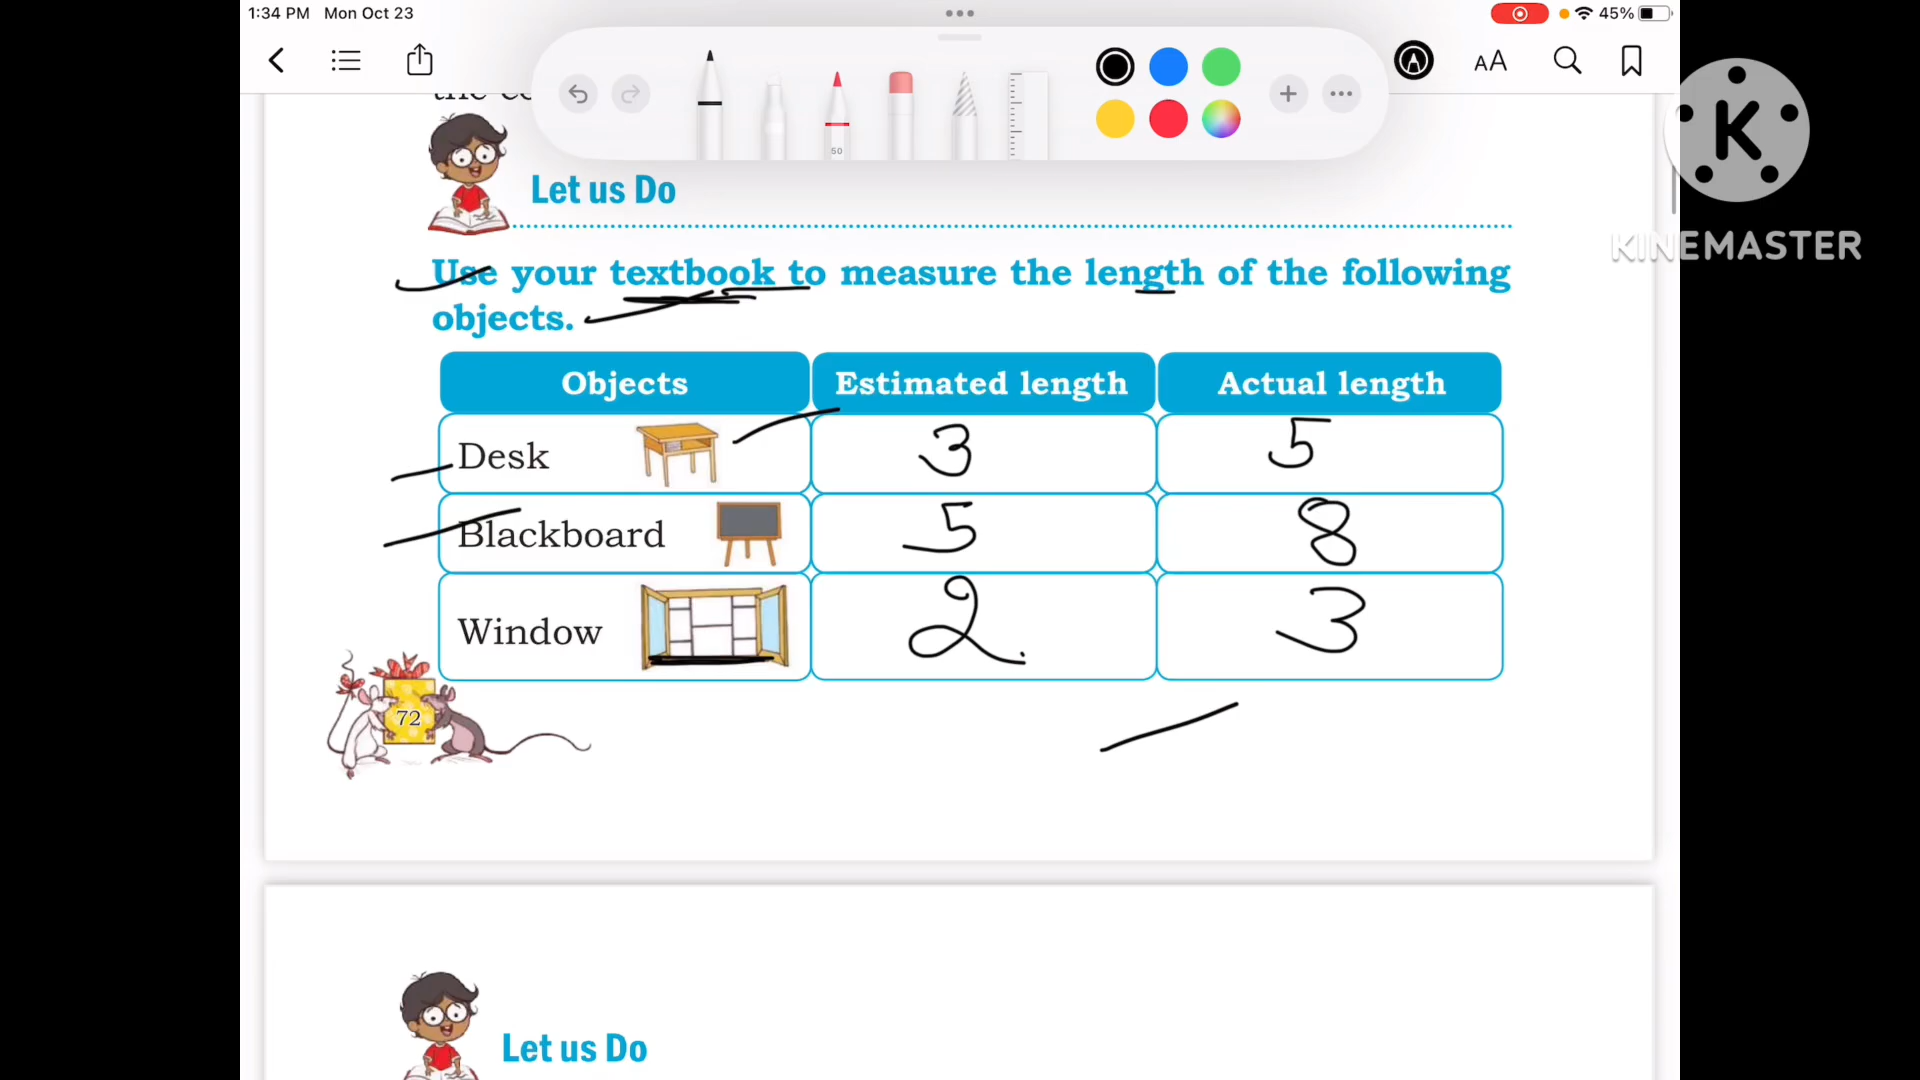 1:34 PM Mon Oct 23
45%
50
AA
K
KINEMASTER
Let us Do
Use your textbook to measure the length of the following
objects.
Objects Estimated length Actual length
Desk 3 5
Blackboard 5 8
Window 2. 3
72
Let us Do